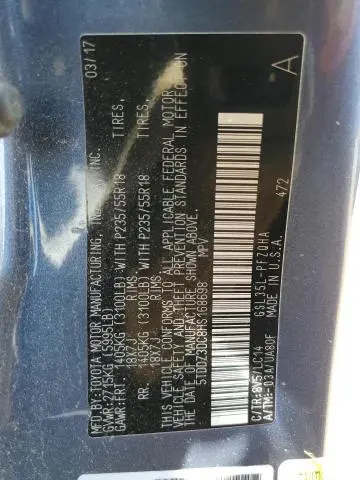 MFD.BY:TOYOTA MOTOR MANUFACTURING, INDIANA, INC. 03/17
GVWR:2715KG(5995LB)
GAWR:FRT. 1405KG(3100LB) WITH P235/55R18 TIRES,
18X7J RIMS,
RR. 1405KG(3100LB) WITH P235/55R18 TIRES,
18X7J RIMS,
THIS VEHICLE CONFORMS TO ALL APPLICABLE FEDERAL MOTOR
VEHICLE SAFETY AND THEFT PREVENTION STANDARDS IN EFFECT ON
THE DATE OF MANUFACTURE SHOWN ABOVE.
5TDDZ3DC8HS168698 MPV
A
472
C/TR:8W5/LC14 GSL35L-PFZQHA
A/TM:-03A/UA80F MADE IN U.S.A.